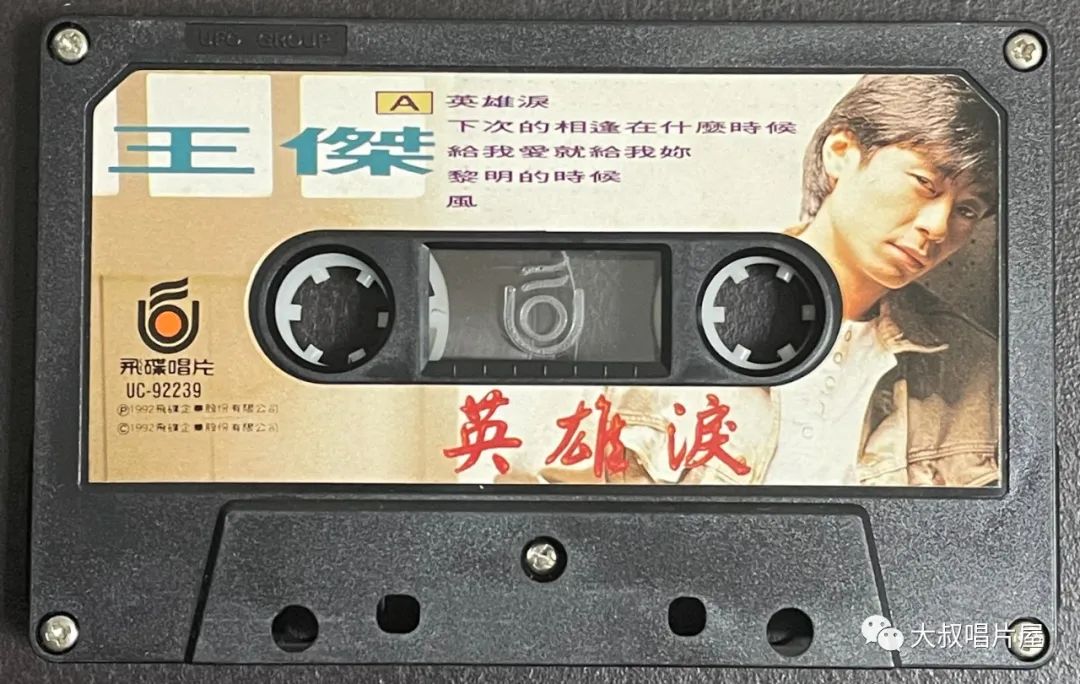 UFO GROUP
王傑
A
英雄淚
下次的相逢在什麼時候
給我愛就給我妳
黎明的時候
風
飛碟唱片
UC-92239
Ⓟ1992飛碟企業股份有限公司
Ⓒ1992飛碟企業股份有限公司
英雄淚
大叔唱片屋